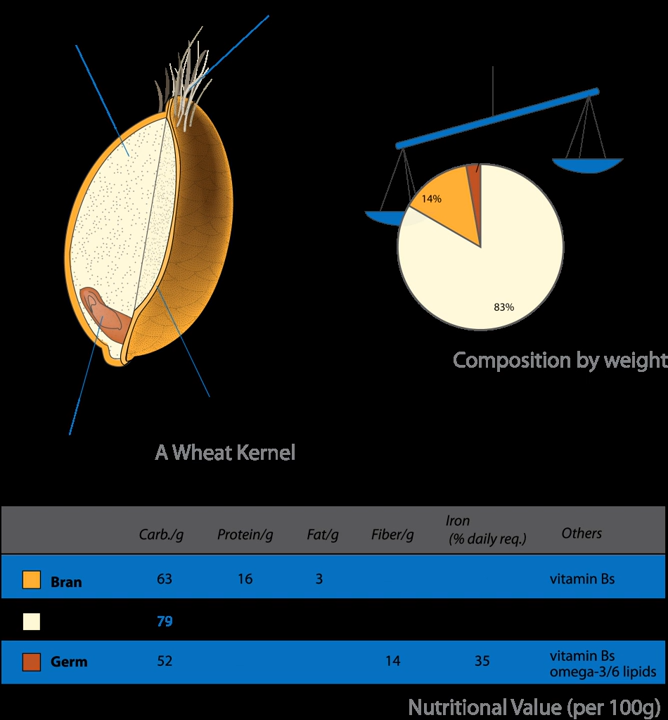 14%
83%
Composition by weight
A Wheat Kernel
Carb./g Protein/g Fat/g Fiber/g Iron (% daily req.) Others
Bran 63 16 3 vitamin Bs
79
Germ 52 14 35 vitamin Bs
omega-3/6 lipids
Nutritional Value (per 100g)